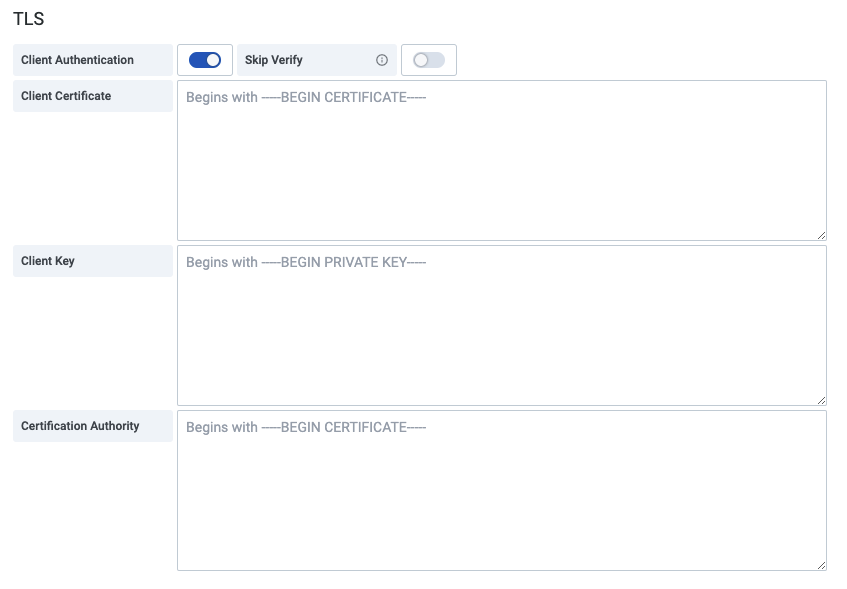 TLS
Client Authentication Skip Verify
Client Certificate Begins with -----BEGIN CERTIFICATE-----
Client Key Begins with -----BEGIN PRIVATE KEY-----
Certification Authority Begins with -----BEGIN CERTIFICATE-----